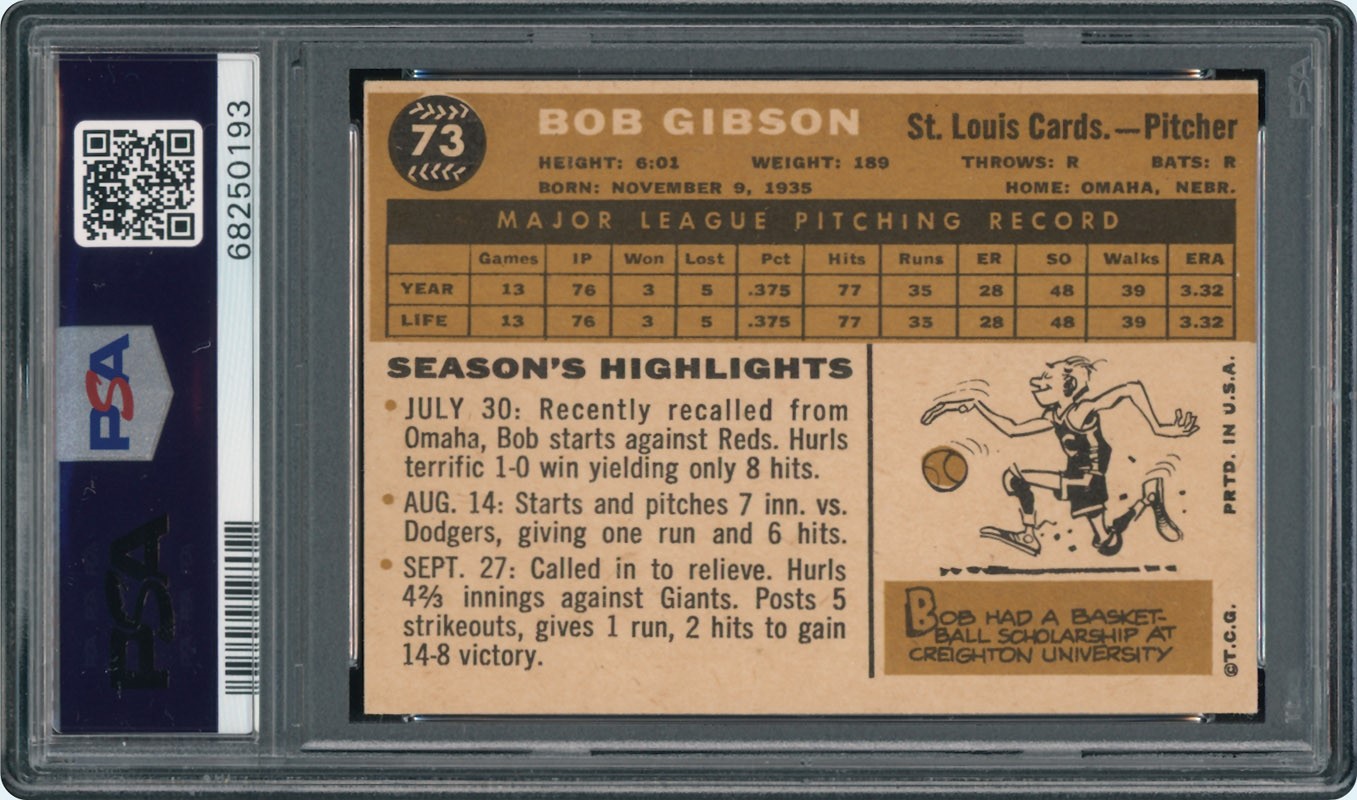 PSA
PSA
68250193
73
BOB GIBSON
St. Louis Cards.—Pitcher
HEIGHT: 6:01 WEIGHT: 189 THROWS: R BATS: R
BORN: NOVEMBER 9, 1935 HOME: OMAHA, NEBR.
MAJOR LEAGUE PITCHING RECORD
Games IP Won Lost Pct Hits Runs ER SO Walks ERA
YEAR 13 76 3 5 .375 77 35 28 48 39 3.32
LIFE 13 76 3 5 .375 77 35 28 48 39 3.32
SEASON'S HIGHLIGHTS
• JULY 30: Recently recalled from
Omaha, Bob starts against Reds. Hurls
terrific 1-0 win yielding only 8 hits.
• AUG. 14: Starts and pitches 7 inn. vs.
Dodgers, giving one run and 6 hits.
• SEPT. 27: Called in to relieve. Hurls
4⅔ innings against Giants. Posts 5
strikeouts, gives 1 run, 2 hits to gain
14-8 victory.
BOB HAD A BASKET-
BALL SCHOLARSHIP AT
CREIGHTON UNIVERSITY
©T.C.G. PRTD. IN U.S.A.
PSA